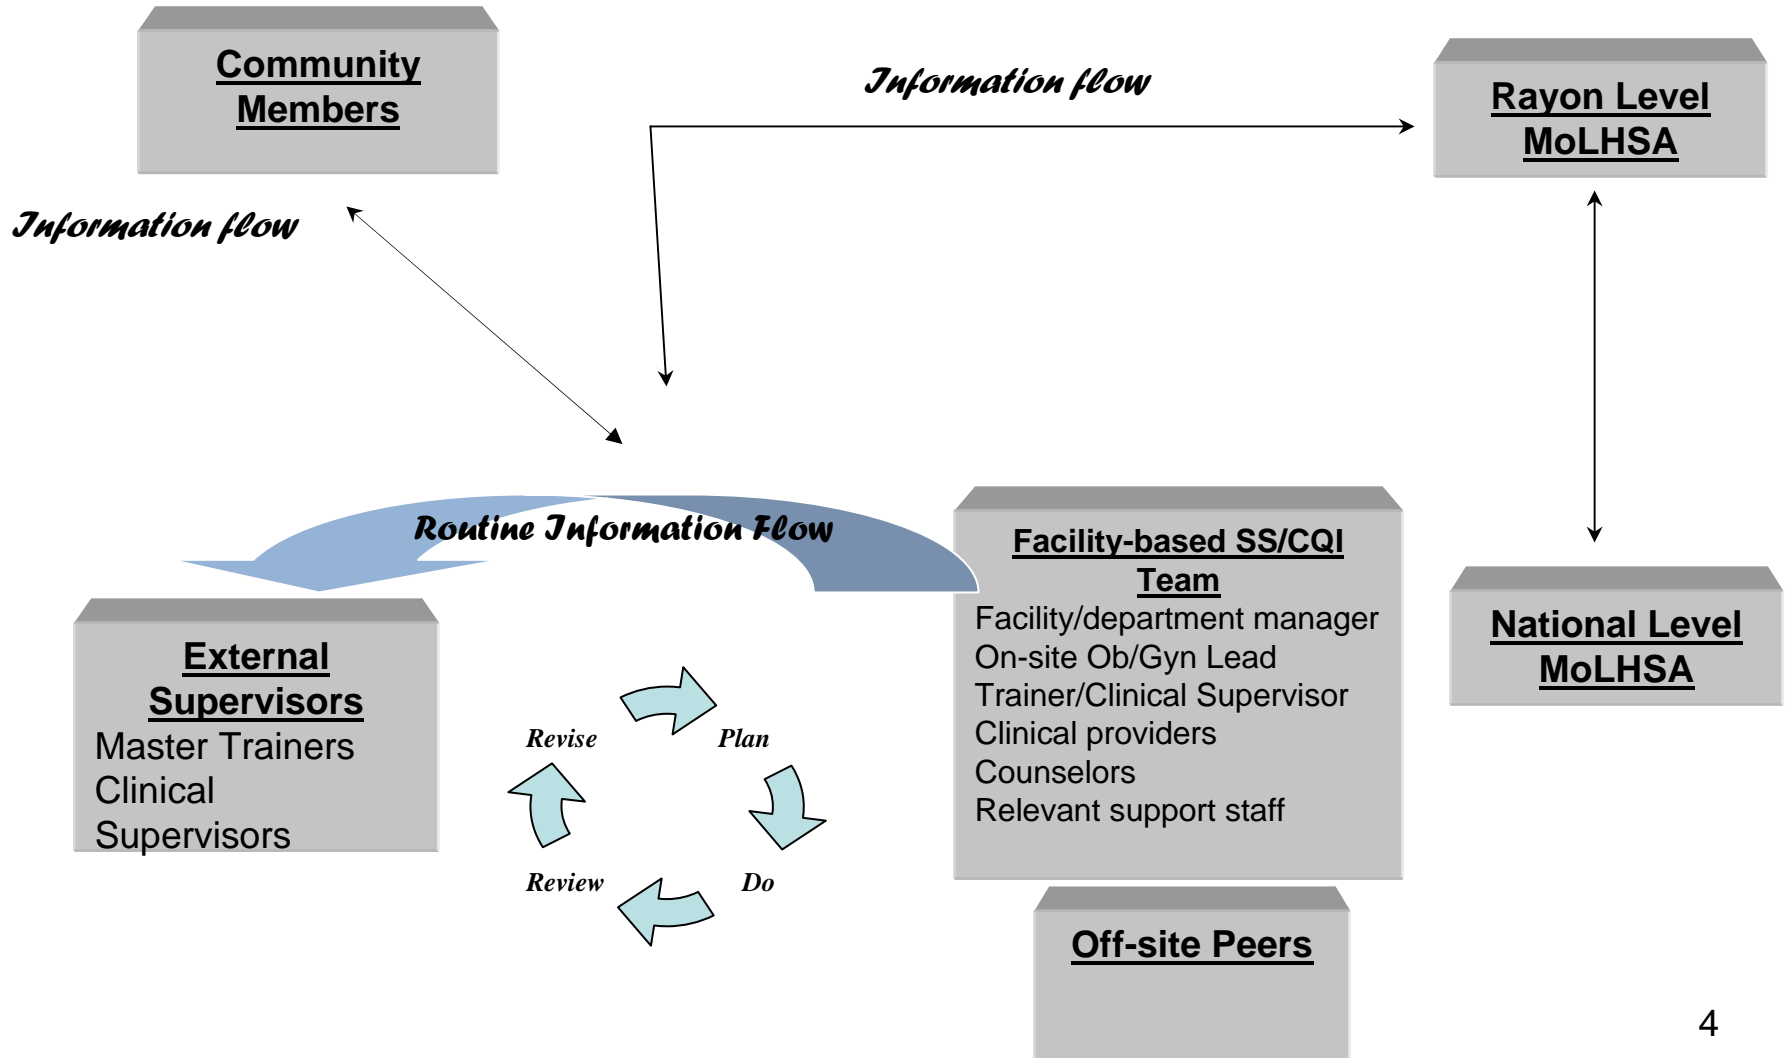 Community
Members
Information flow
Rayon Level
MoLHSA
Information flow
Routine Information Flow
Facility-based SS/CQI
Team
Facility/department manager
On-site Ob/Gyn Lead
Trainer/Clinical Supervisor
Clinical providers
Counselors
Relevant support staff
National Level
MoLHSA
External
Supervisors
Master Trainers
Clinical
Supervisors
Revise
Plan
Review
Do
Off-site Peers
4